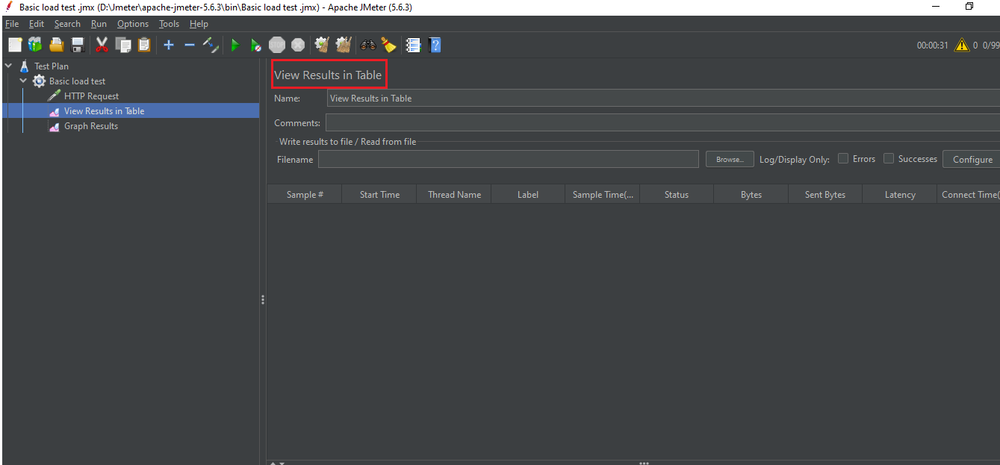 Basic load test .jmx (D:\Jmeter\apache-jmeter-5.6.3\bin\Basic load test .jmx) - Apache JMeter (5.6.3)
File Edit Search Run Options Tools Help
STOP 00:00:31 0 0/99
Test Plan
Basic load test
HTTP Request
View Results in Table
Graph Results
View Results in Table
Name: View Results in Table
Comments:
Write results to file / Read from file
Filename Browse... Log/Display Only: Errors Successes Configure
Sample # Start Time Thread Name Label Sample Time(... Status Bytes Sent Bytes Latency Connect Time(